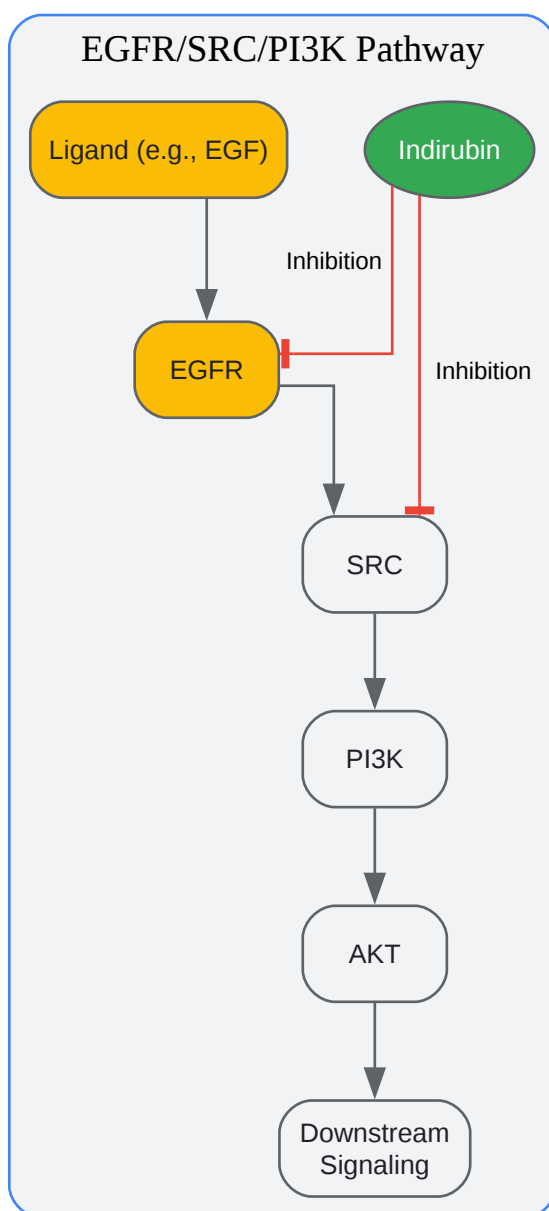 EGFR/SRC/PI3K Pathway
Ligand (e.g., EGF)
Indirubin
Inhibition
EGFR
Inhibition
SRC
PI3K
AKT
Downstream
Signaling